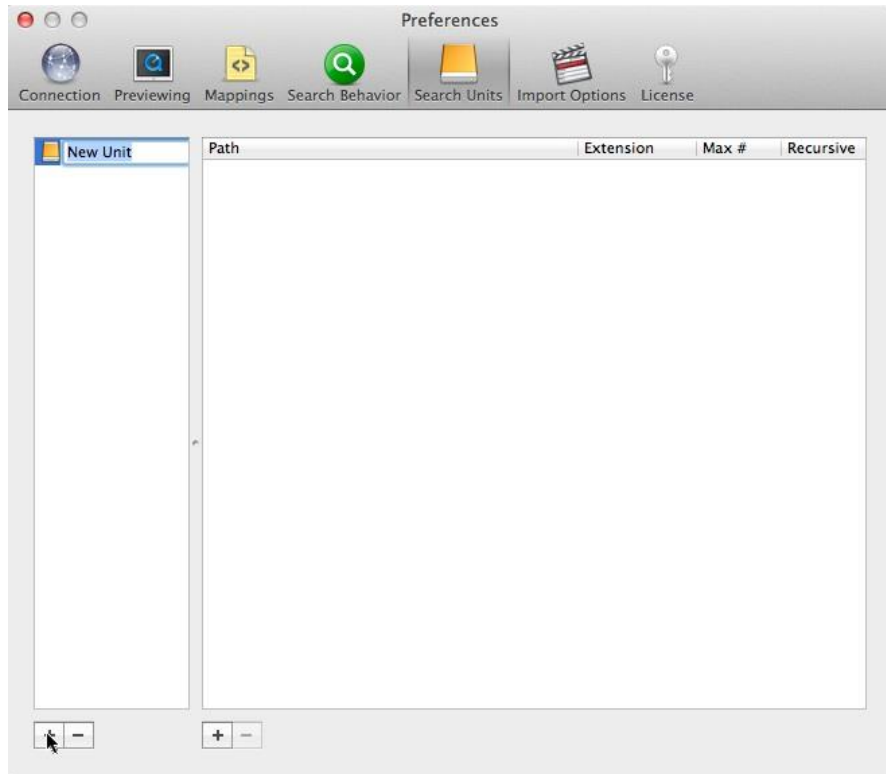 Preferences
Connection Previewing Mappings Search Behavior Search Units Import Options License
New Unit Path Extension Max # Recursive
+ − + −